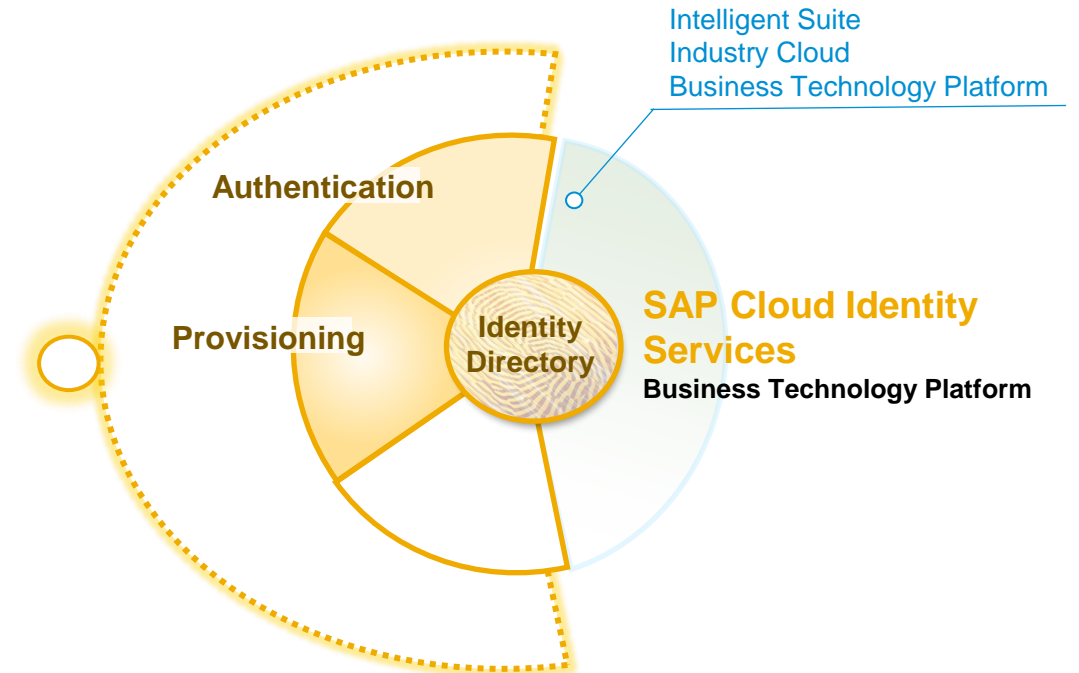 Intelligent Suite
Industry Cloud
Business Technology Platform
Authentication
Provisioning
Identity
Directory
SAP Cloud Identity
Services
Business Technology Platform